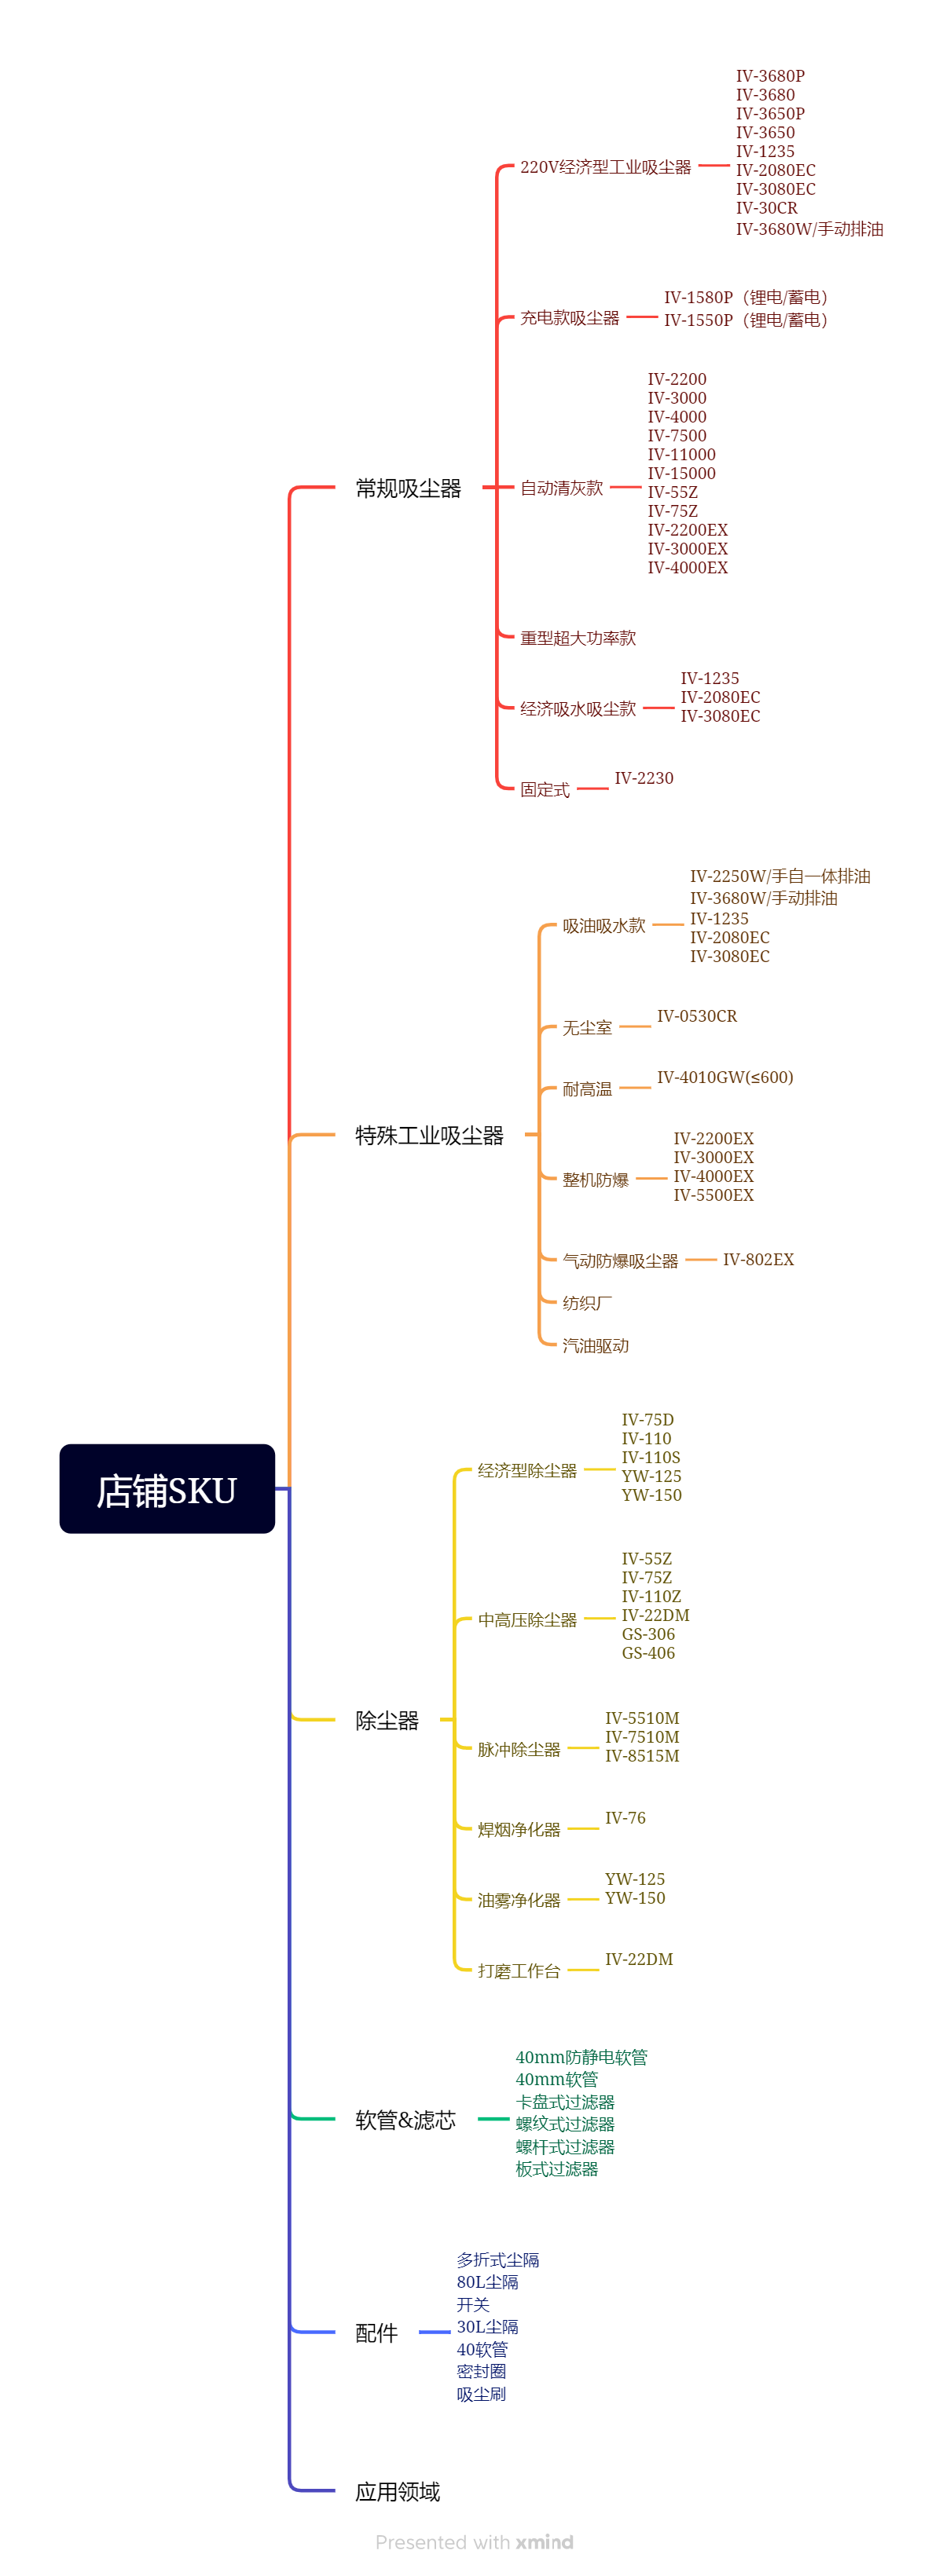 店铺SKU
常规吸尘器
220V经济型工业吸尘器
IV-3680P
IV-3680
IV-3650P
IV-3650
IV-1235
IV-2080EC
IV-3080EC
IV-30CR
IV-3680W/手动排油
充电款吸尘器
IV-1580P（锂电/蓄电）
IV-1550P（锂电/蓄电）
自动清灰款
IV-2200
IV-3000
IV-4000
IV-7500
IV-11000
IV-15000
IV-55Z
IV-75Z
IV-2200EX
IV-3000EX
IV-4000EX
重型超大功率款
经济吸水吸尘款
IV-1235
IV-2080EC
IV-3080EC
固定式
IV-2230
特殊工业吸尘器
吸油吸水款
IV-2250W/手自一体排油
IV-3680W/手动排油
IV-1235
IV-2080EC
IV-3080EC
无尘室
IV-0530CR
耐高温
IV-4010GW(≤600)
整机防爆
IV-2200EX
IV-3000EX
IV-4000EX
IV-5500EX
气动防爆吸尘器
IV-802EX
纺织厂
汽油驱动
除尘器
经济型除尘器
IV-75D
IV-110
IV-110S
YW-125
YW-150
中高压除尘器
IV-55Z
IV-75Z
IV-110Z
IV-22DM
GS-306
GS-406
脉冲除尘器
IV-5510M
IV-7510M
IV-8515M
焊烟净化器
IV-76
油雾净化器
YW-125
YW-150
打磨工作台
IV-22DM
软管&滤芯
40mm防静电软管
40mm软管
卡盘式过滤器
螺纹式过滤器
螺杆式过滤器
板式过滤器
配件
多折式尘隔
80L尘隔
开关
30L尘隔
40软管
密封圈
吸尘刷
应用领域
Presented with xmind